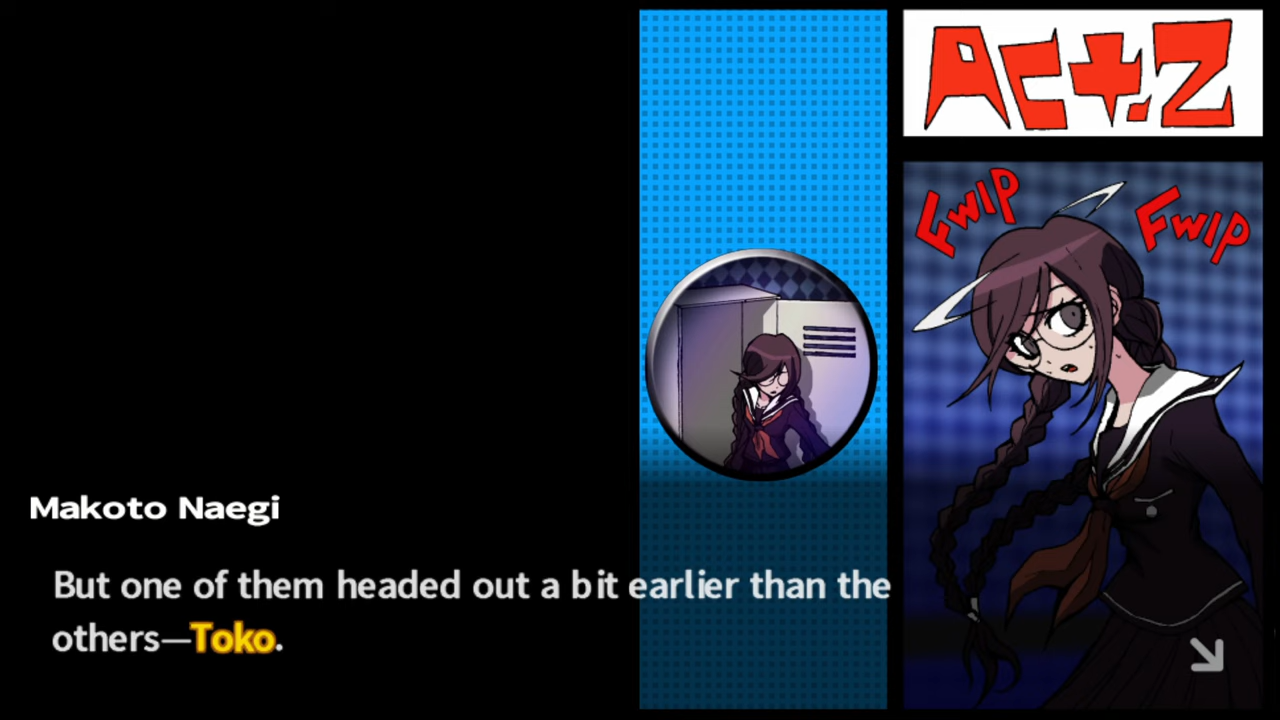 Act.2
FWIP FWIP
Makoto Naegi
But one of them headed out a bit earlier than the
others—Toko.